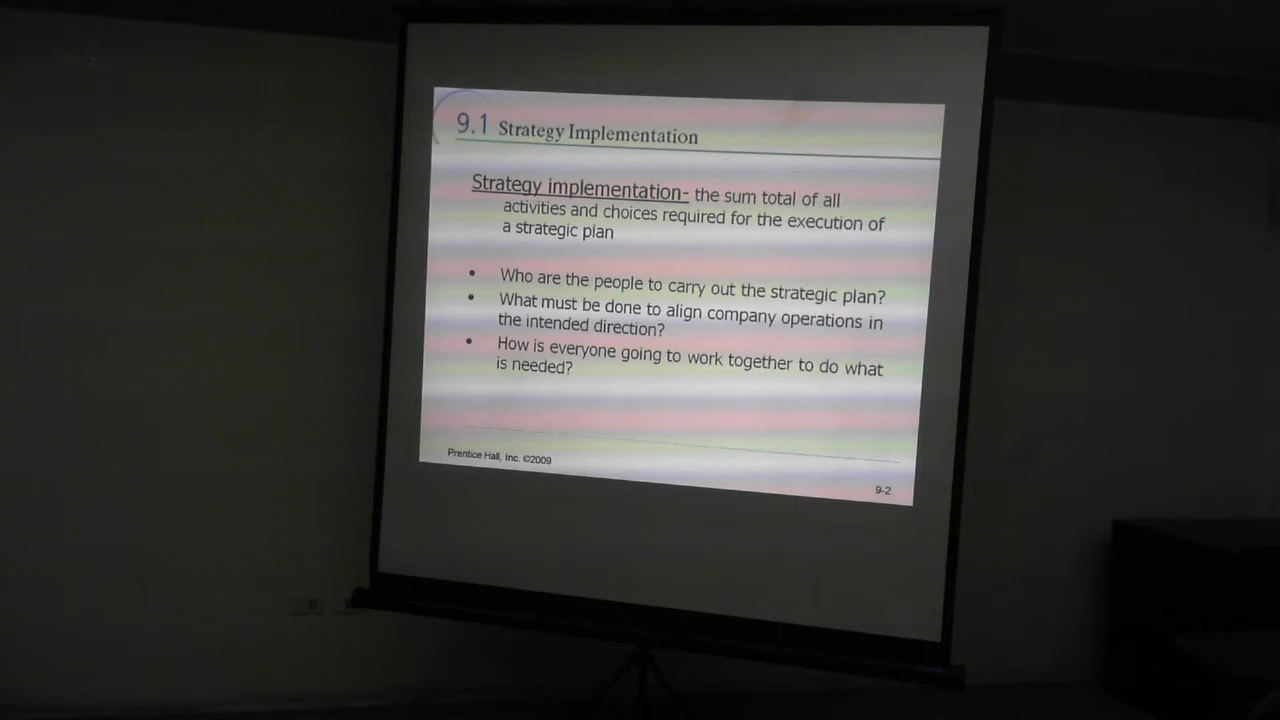 9.1 Strategy Implementation
Strategy implementation- the sum total of all
activities and choices required for the execution of
a strategic plan
• Who are the people to carry out the strategic plan?
• What must be done to align company operations in
the intended direction?
• How is everyone going to work together to do what
is needed?
Prentice Hall, Inc. ©2009
9-2